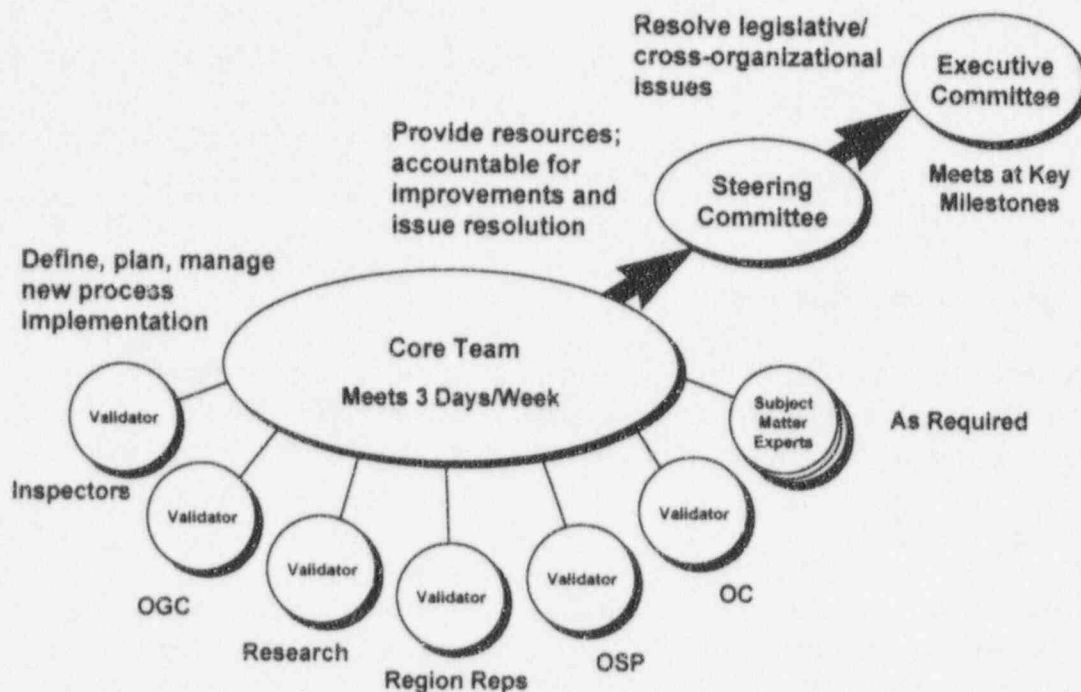 Resolve legislative/
cross-organizational
issues
Executive
Committee
Meets at Key
Milestones
Provide resources;
accountable for
improvements and
issue resolution
Steering
Committee
Define, plan, manage
new process
implementation
Core Team
Meets 3 Days/Week
Validator
Inspectors
Validator
OGC
Validator
Research
Validator
Region Reps
Validator
OSP
Validator
OC
Subject
Matter
Experts
As Required